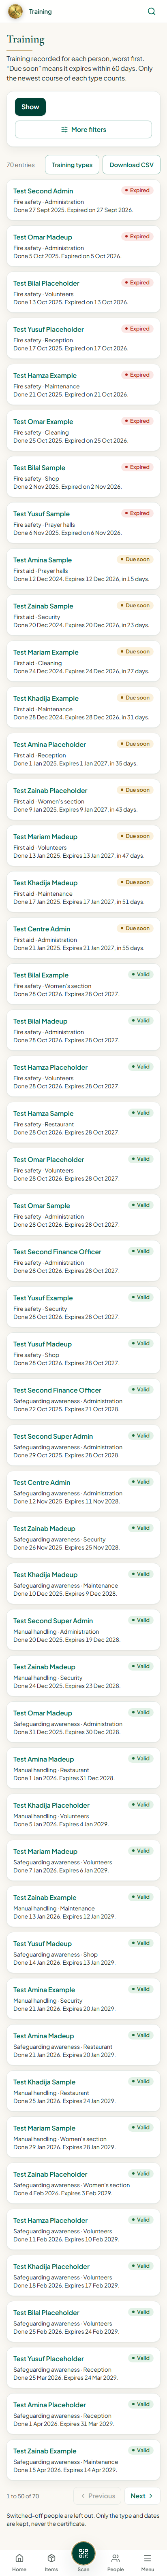 Training
Training
Training recorded for each person, worst first.
"Due soon" means it expires within 60 days. Only
the newest course of each type counts.
Show
More filters
70 entries
Training types
Download CSV
Test Second Admin
Expired
Fire safety · Administration
Done 27 Sept 2025. Expired on 27 Sept 2026.
Test Omar Madeup
Expired
Fire safety · Administration
Done 5 Oct 2025. Expired on 5 Oct 2026.
Test Bilal Placeholder
Expired
Fire safety · Volunteers
Done 13 Oct 2025. Expired on 13 Oct 2026.
Test Yusuf Placeholder
Expired
Fire safety · Reception
Done 17 Oct 2025. Expired on 17 Oct 2026.
Test Hamza Example
Expired
Fire safety · Maintenance
Done 21 Oct 2025. Expired on 21 Oct 2026.
Test Omar Example
Expired
Fire safety · Cleaning
Done 25 Oct 2025. Expired on 25 Oct 2026.
Test Bilal Sample
Expired
Fire safety · Shop
Done 2 Nov 2025. Expired on 2 Nov 2026.
Test Yusuf Sample
Expired
Fire safety · Prayer halls
Done 6 Nov 2025. Expired on 6 Nov 2026.
Test Amina Sample
Due soon
First aid · Prayer halls
Done 12 Dec 2024. Expires 12 Dec 2026, in 15 days.
Test Zainab Sample
Due soon
First aid · Security
Done 20 Dec 2024. Expires 20 Dec 2026, in 23 days.
Test Mariam Example
Due soon
First aid · Cleaning
Done 24 Dec 2024. Expires 24 Dec 2026, in 27 days.
Test Khadija Example
Due soon
First aid · Maintenance
Done 28 Dec 2024. Expires 28 Dec 2026, in 31 days.
Test Amina Placeholder
Due soon
First aid · Reception
Done 1 Jan 2025. Expires 1 Jan 2027, in 35 days.
Test Zainab Placeholder
Due soon
First aid · Women's section
Done 9 Jan 2025. Expires 9 Jan 2027, in 43 days.
Test Mariam Madeup
Due soon
First aid · Volunteers
Done 13 Jan 2025. Expires 13 Jan 2027, in 47 days.
Test Khadija Madeup
Due soon
First aid · Maintenance
Done 17 Jan 2025. Expires 17 Jan 2027, in 51 days.
Test Centre Admin
Due soon
First aid · Administration
Done 21 Jan 2025. Expires 21 Jan 2027, in 55 days.
Test Bilal Example
Valid
Fire safety · Women's section
Done 28 Oct 2026. Expires 28 Oct 2027.
Test Bilal Madeup
Valid
Fire safety · Administration
Done 28 Oct 2026. Expires 28 Oct 2027.
Test Hamza Placeholder
Valid
Fire safety · Volunteers
Done 28 Oct 2026. Expires 28 Oct 2027.
Test Hamza Sample
Valid
Fire safety · Restaurant
Done 28 Oct 2026. Expires 28 Oct 2027.
Test Omar Placeholder
Valid
Fire safety · Volunteers
Done 28 Oct 2026. Expires 28 Oct 2027.
Test Omar Sample
Valid
Fire safety · Administration
Done 28 Oct 2026. Expires 28 Oct 2027.
Test Second Finance Officer
Valid
Fire safety · Administration
Done 28 Oct 2026. Expires 28 Oct 2027.
Test Yusuf Example
Valid
Fire safety · Security
Done 28 Oct 2026. Expires 28 Oct 2027.
Test Yusuf Madeup
Valid
Fire safety · Shop
Done 28 Oct 2026. Expires 28 Oct 2027.
Test Second Finance Officer
Valid
Safeguarding awareness · Administration
Done 22 Oct 2025. Expires 21 Oct 2028.
Test Second Super Admin
Valid
Safeguarding awareness · Administration
Done 29 Oct 2025. Expires 28 Oct 2028.
Test Centre Admin
Valid
Safeguarding awareness · Administration
Done 12 Nov 2025. Expires 11 Nov 2028.
Test Zainab Madeup
Valid
Safeguarding awareness · Security
Done 26 Nov 2025. Expires 25 Nov 2028.
Test Khadija Madeup
Valid
Safeguarding awareness · Maintenance
Done 10 Dec 2025. Expires 9 Dec 2028.
Test Second Super Admin
Valid
Manual handling · Administration
Done 20 Dec 2025. Expires 19 Dec 2028.
Test Zainab Madeup
Valid
Manual handling · Security
Done 24 Dec 2025. Expires 23 Dec 2028.
Test Omar Madeup
Valid
Safeguarding awareness · Administration
Done 31 Dec 2025. Expires 30 Dec 2028.
Test Amina Madeup
Valid
Manual handling · Restaurant
Done 1 Jan 2026. Expires 31 Dec 2028.
Test Khadija Placeholder
Valid
Manual handling · Volunteers
Done 5 Jan 2026. Expires 4 Jan 2029.
Test Mariam Madeup
Valid
Safeguarding awareness · Volunteers
Done 7 Jan 2026. Expires 6 Jan 2029.
Test Zainab Example
Valid
Manual handling · Maintenance
Done 13 Jan 2026. Expires 12 Jan 2029.
Test Yusuf Madeup
Valid
Safeguarding awareness · Shop
Done 14 Jan 2026. Expires 13 Jan 2029.
Test Amina Example
Valid
Manual handling · Security
Done 21 Jan 2026. Expires 20 Jan 2029.
Test Amina Madeup
Valid
Safeguarding awareness · Restaurant
Done 21 Jan 2026. Expires 20 Jan 2029.
Test Khadija Sample
Valid
Manual handling · Restaurant
Done 25 Jan 2026. Expires 24 Jan 2029.
Test Mariam Sample
Valid
Manual handling · Women's section
Done 29 Jan 2026. Expires 28 Jan 2029.
Test Zainab Placeholder
Valid
Safeguarding awareness · Women's section
Done 4 Feb 2026. Expires 3 Feb 2029.
Test Hamza Placeholder
Valid
Safeguarding awareness · Volunteers
Done 11 Feb 2026. Expires 10 Feb 2029.
Test Khadija Placeholder
Valid
Safeguarding awareness · Volunteers
Done 18 Feb 2026. Expires 17 Feb 2029.
Test Bilal Placeholder
Valid
Safeguarding awareness · Volunteers
Done 25 Feb 2026. Expires 24 Feb 2029.
Test Yusuf Placeholder
Valid
Safeguarding awareness · Reception
Done 25 Mar 2026. Expires 24 Mar 2029.
Test Amina Placeholder
Valid
Safeguarding awareness · Reception
Done 1 Apr 2026. Expires 31 Mar 2029.
Test Zainab Example
Valid
Safeguarding awareness · Maintenance
Done 15 Apr 2026. Expires 14 Apr 2029.
1 to 50 of 70
Previous
Next
Switched-off people are left out. Only the type and dates
are kept, never the certificate.
Home
Items
Scan
People
Menu